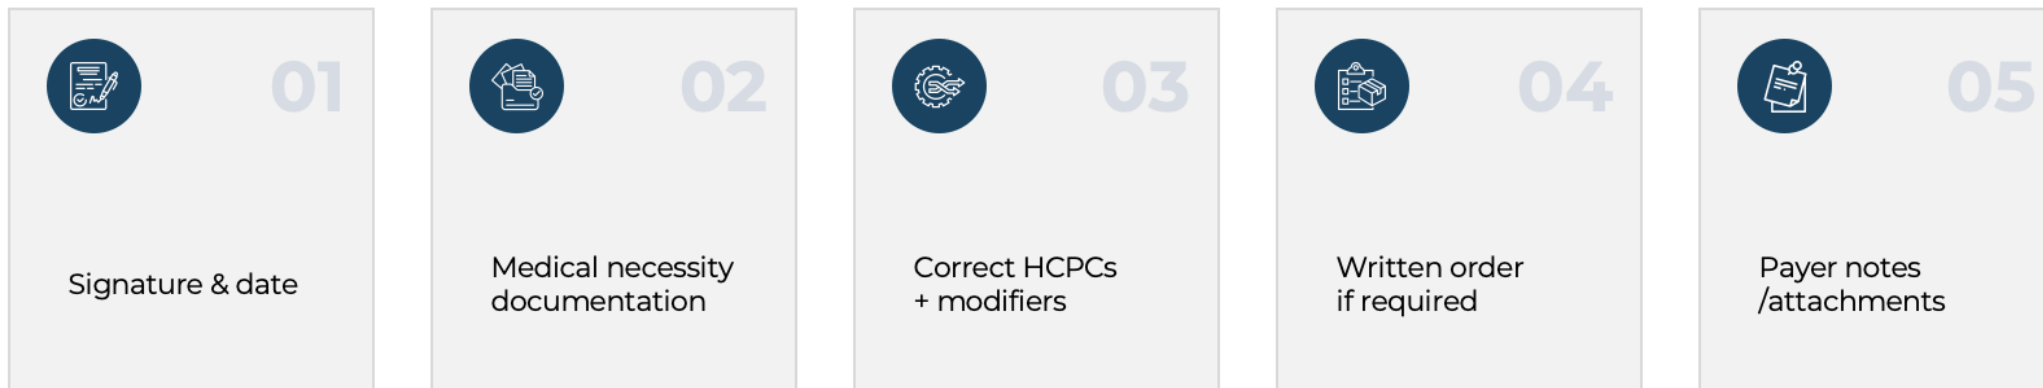 01
Signature & date
02
Medical necessity
documentation
03
Correct HCPCs
+ modifiers
04
Written order
if required
05
Payer notes
/attachments